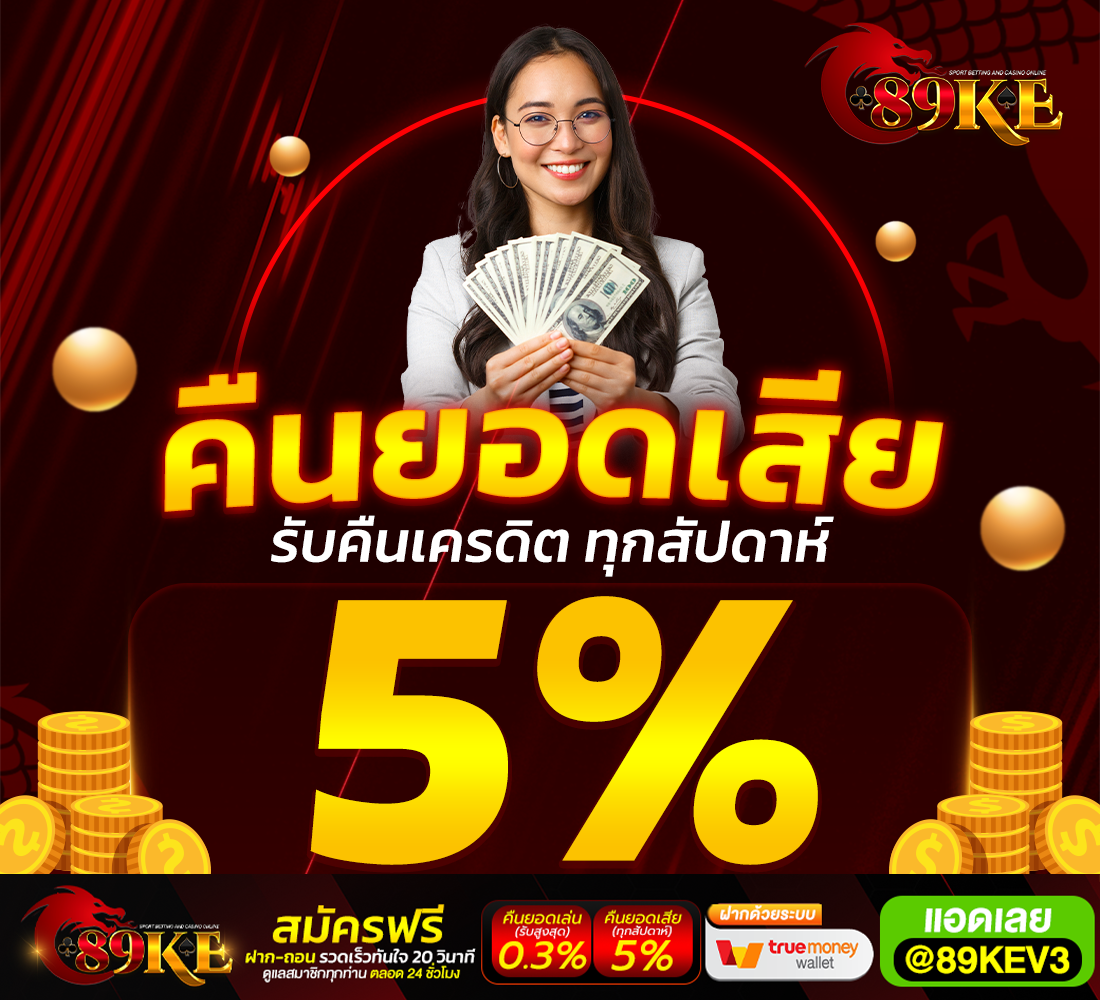 SPORT BETTING AND CASINO ONLINE
89KE
คืนยอดเสีย
รับคืนเครดิต ทุกสัปดาห์
5%
SPORT BETTING AND CASINO ONLINE
89KE
สมัครฟรี
ฝาก-ถอน รวดเร็วทันใจ 20 วินาที
ดูแลสมาชิกทุกท่าน ตลอด 24 ชั่วโมง
คืนยอดเล่น
(รับสูงสุด)
0.3%
คืนยอดเสีย
(ทุกสัปดาห์)
5%
ฝากด้วยระบบ
truemoney
wallet
แอดเลย
@89KEV3